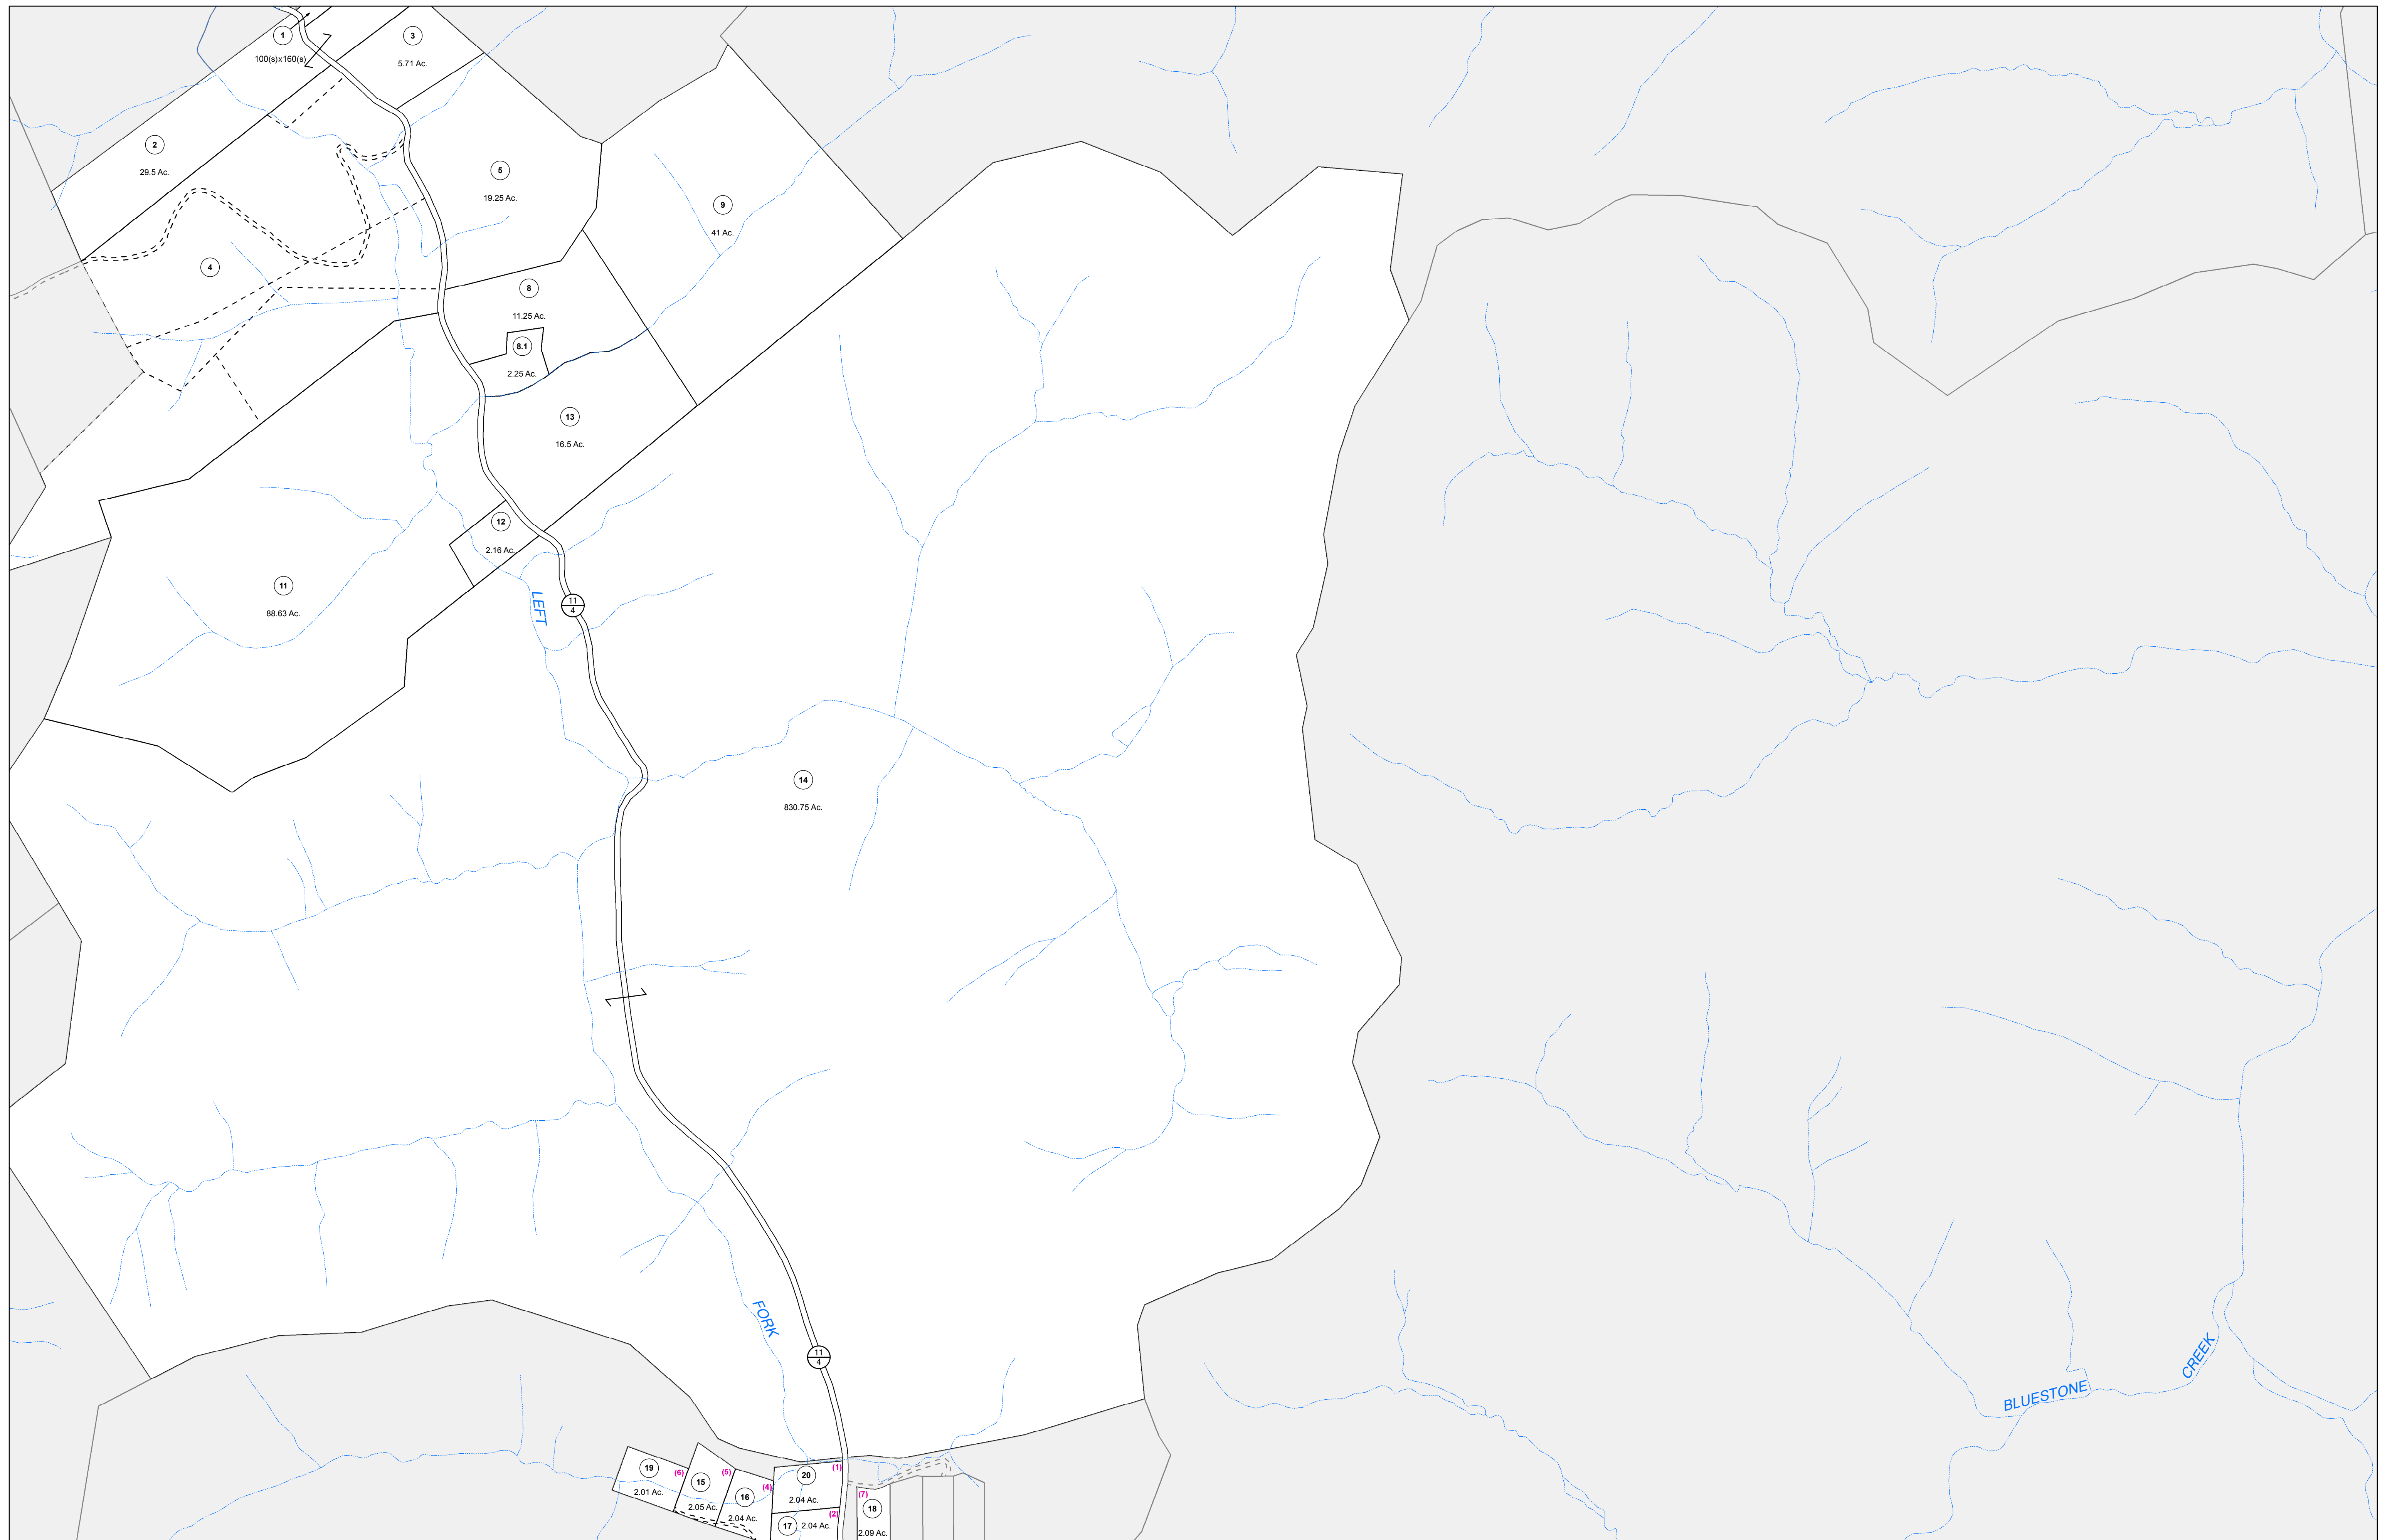 1
100(s)x160(s)
3
5.71 Ac.
2
29.5 Ac.
5
19.25 Ac.
9
41 Ac.
4
8
11.25 Ac.
8.1
2.25 Ac.
13
16.5 Ac.
12
2.16 Ac.
11
88.63 Ac.
LEFT
11
4
14
830.75 Ac.
FORK
11
4
BLUESTONE
CREEK
19
2.01 Ac.
(6)
15
2.05 Ac.
(5)
16
2.04 Ac.
(4)
20
2.04 Ac.
(1)
17
2.04 Ac.
(2)
(7)
18
2.09 Ac.